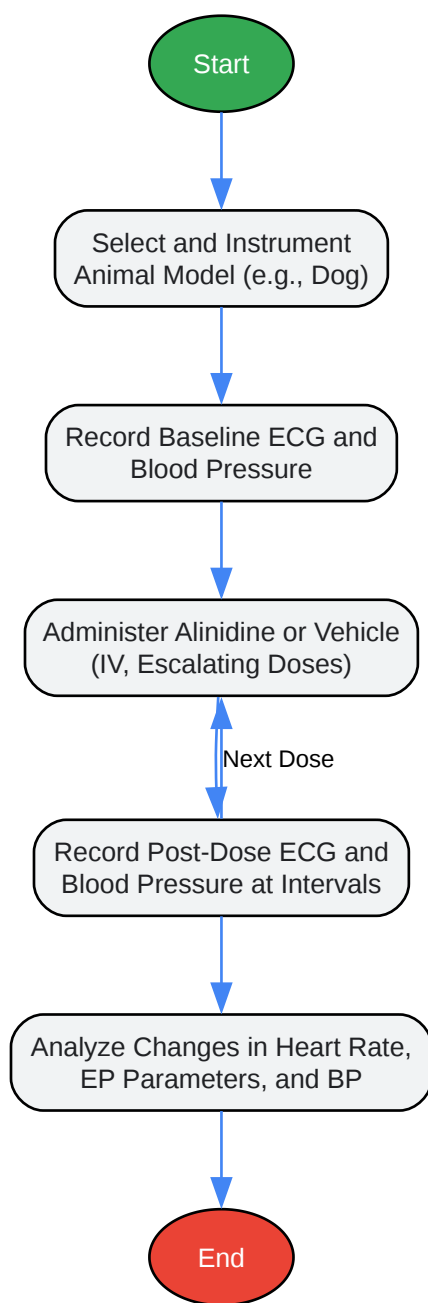 Start
Select and Instrument
Animal Model (e.g., Dog)
Record Baseline ECG and
Blood Pressure
Administer Alinidine or Vehicle
(IV, Escalating Doses)
Next Dose
Record Post-Dose ECG and
Blood Pressure at Intervals
Analyze Changes in Heart Rate,
EP Parameters, and BP
End